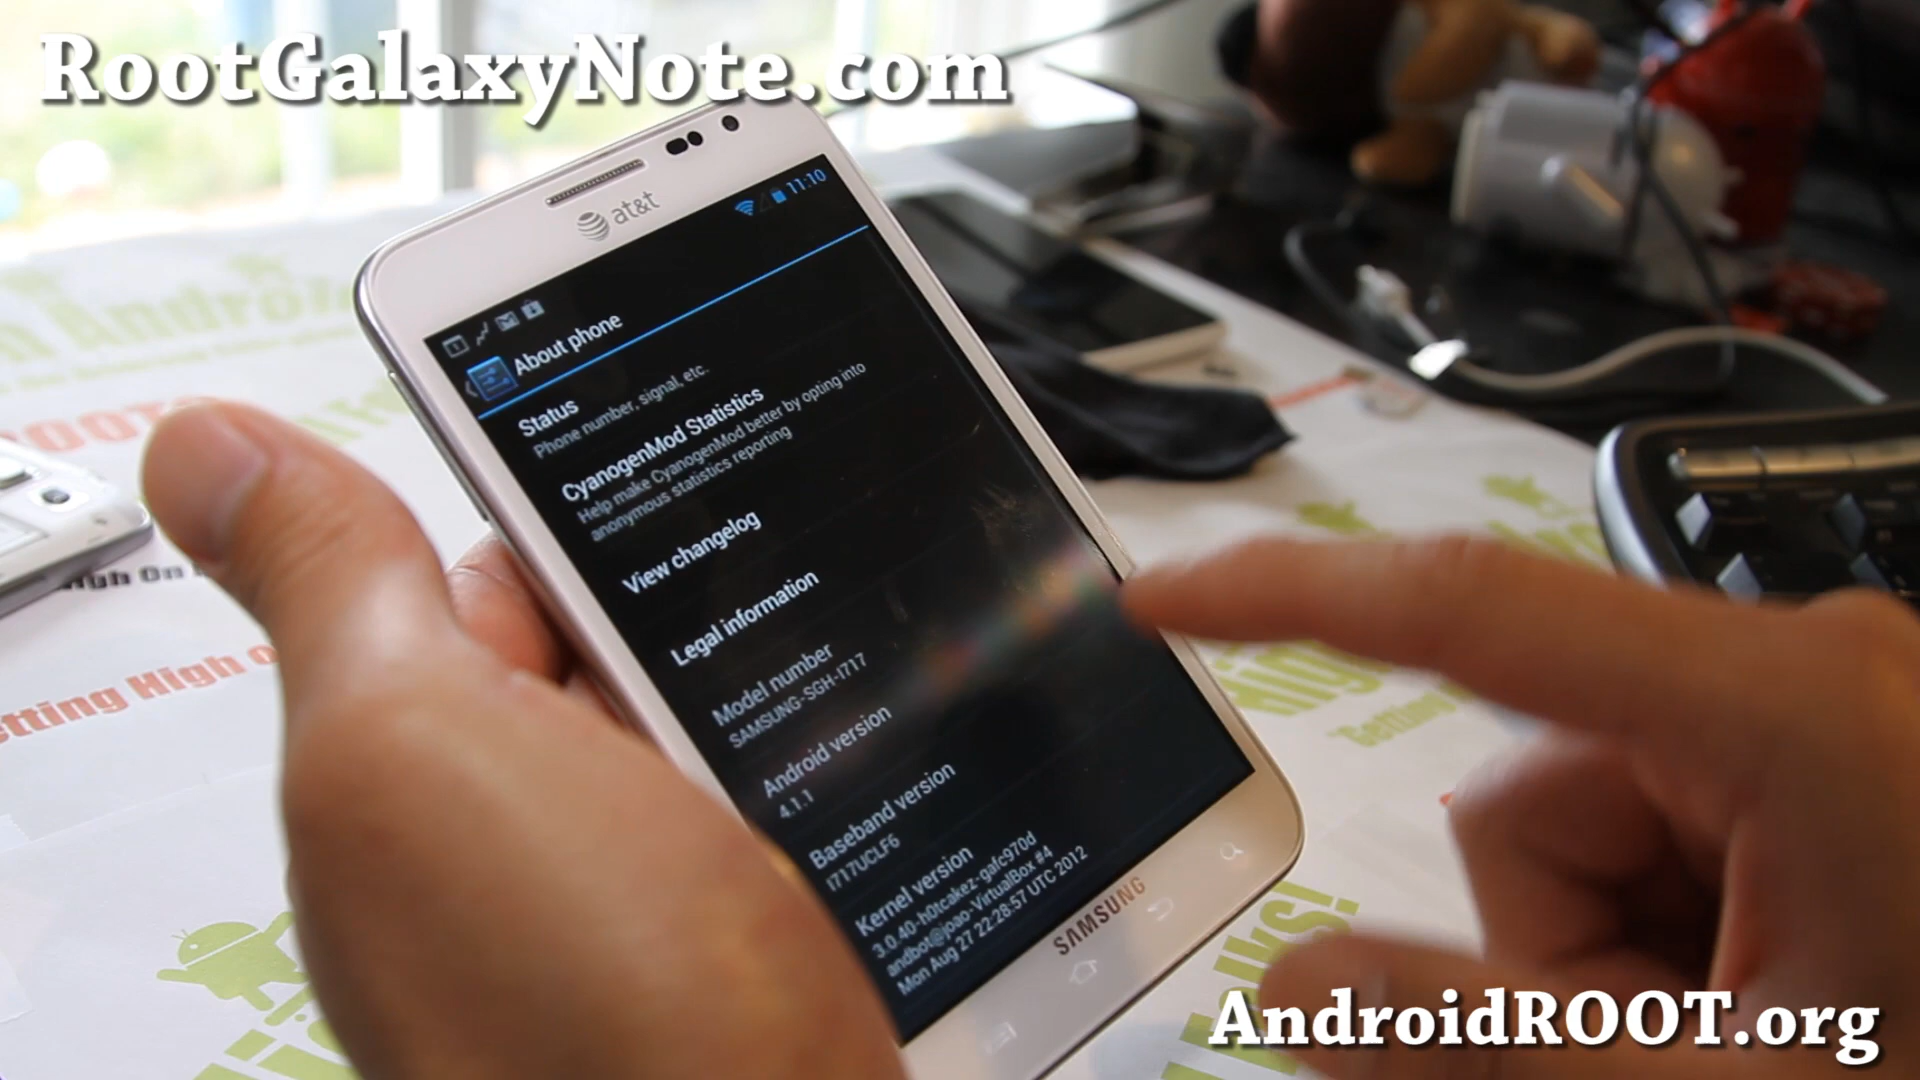 RootGalaxyNote.com
at&t
11:10
About phone
Status
Phone number, signal, etc.
CyanogenMod Statistics
Help make CyanogenMod better by opting into
anonymous statistics reporting
View changelog
Legal information
Model number
SAMSUNG-SGH-I717
Android version
4.1.1
Baseband version
I717UCLF6
Kernel version
3.0.40-h0tcakez-gafc970d
andbot@joao-VirtualBox #4
Mon Aug 27 22:28:57 UTC 2012
SAMSUNG
AndroidROOT.org